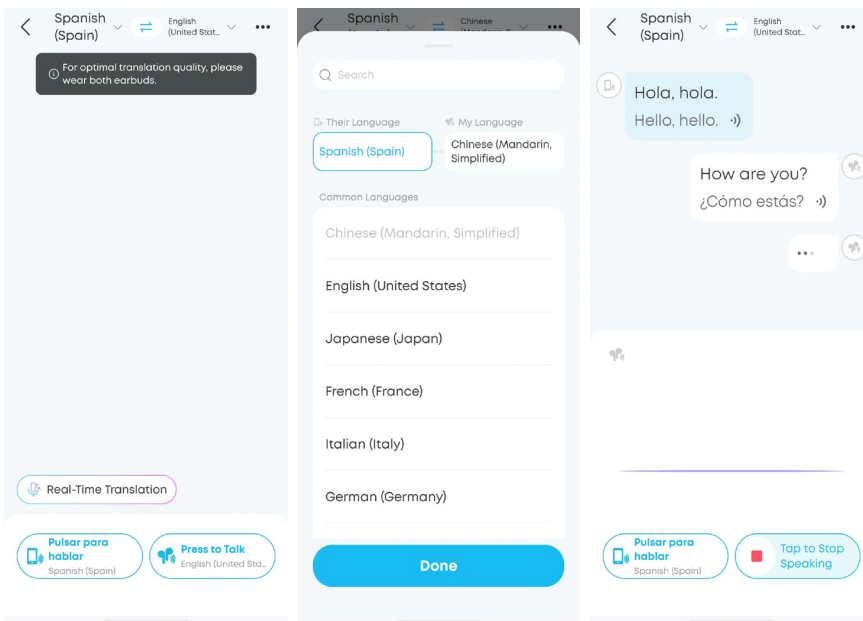 Spanish
(Spain)
English
(United Stat...
For optimal translation quality, please
wear both earbuds.
Real-Time Translation
Pulsar para
hablar
Spanish (Spain)
Press to Talk
English (United Sta...
Spanish
Chinese
Search
Their Language
My Language
Spanish (Spain)
Chinese (Mandarin,
Simplified)
Common Languages
Chinese (Mandarin, Simplified)
English (United States)
Japanese (Japan)
French (France)
Italian (Italy)
German (Germany)
Done
Spanish
(Spain)
English
(United Stat...
Hola, hola.
Hello, hello.
How are you?
¿Cómo estás?
Pulsar para
hablar
Spanish (Spain)
Tap to Stop
Speaking